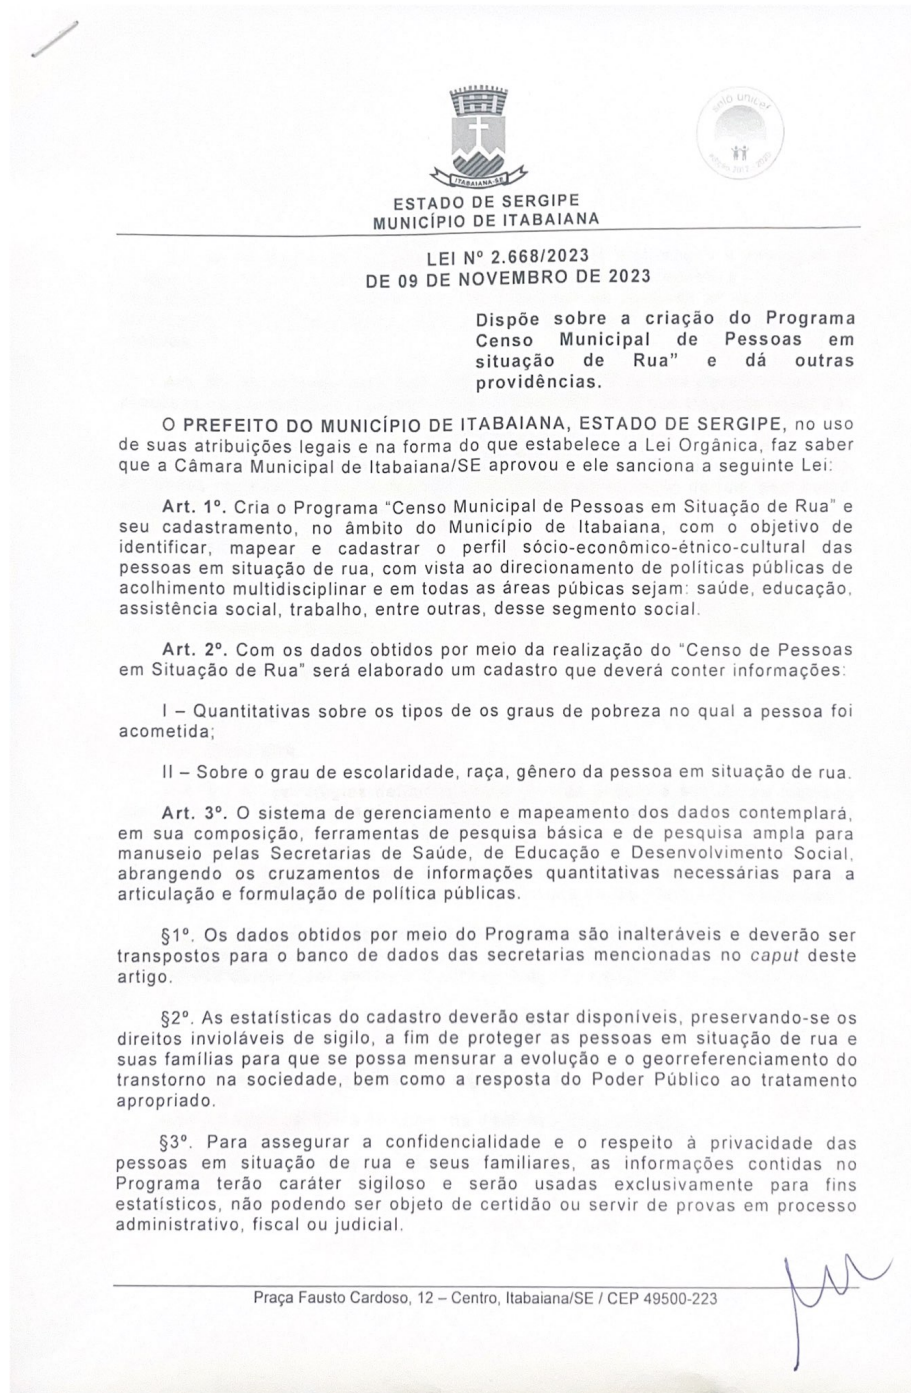 selo unicef
ITABAIANA-SE
ESTADO DE SERGIPE
MUNICÍPIO DE ITABAIANA
LEI Nº 2.668/2023
DE 09 DE NOVEMBRO DE 2023
Dispõe sobre a criação do Programa
Censo Municipal de Pessoas em
situação de Rua” e dá outras
providências.
O PREFEITO DO MUNICÍPIO DE ITABAIANA, ESTADO DE SERGIPE, no uso
de suas atribuições legais e na forma do que estabelece a Lei Orgânica, faz saber
que a Câmara Municipal de Itabaiana/SE aprovou e ele sanciona a seguinte Lei:
Art. 1º. Cria o Programa “Censo Municipal de Pessoas em Situação de Rua” e
seu cadastramento, no âmbito do Município de Itabaiana, com o objetivo de
identificar, mapear e cadastrar o perfil sócio-econômico-étnico-cultural das
pessoas em situação de rua, com vista ao direcionamento de políticas públicas de
acolhimento multidisciplinar e em todas as áreas púbicas sejam: saúde, educação,
assistência social, trabalho, entre outras, desse segmento social.
Art. 2º. Com os dados obtidos por meio da realização do “Censo de Pessoas
em Situação de Rua” será elaborado um cadastro que deverá conter informações:
I – Quantitativas sobre os tipos de os graus de pobreza no qual a pessoa foi
acometida;
II – Sobre o grau de escolaridade, raça, gênero da pessoa em situação de rua.
Art. 3º. O sistema de gerenciamento e mapeamento dos dados contemplará,
em sua composição, ferramentas de pesquisa básica e de pesquisa ampla para
manuseio pelas Secretarias de Saúde, de Educação e Desenvolvimento Social,
abrangendo os cruzamentos de informações quantitativas necessárias para a
articulação e formulação de política públicas.
§1º. Os dados obtidos por meio do Programa são inalteráveis e deverão ser
transpostos para o banco de dados das secretarias mencionadas no caput deste
artigo.
§2º. As estatísticas do cadastro deverão estar disponíveis, preservando-se os
direitos invioláveis de sigilo, a fim de proteger as pessoas em situação de rua e
suas famílias para que se possa mensurar a evolução e o georreferenciamento do
transtorno na sociedade, bem como a resposta do Poder Público ao tratamento
apropriado.
§3º. Para assegurar a confidencialidade e o respeito à privacidade das
pessoas em situação de rua e seus familiares, as informações contidas no
Programa terão caráter sigiloso e serão usadas exclusivamente para fins
estatísticos, não podendo ser objeto de certidão ou servir de provas em processo
administrativo, fiscal ou judicial.
Praça Fausto Cardoso, 12 – Centro, Itabaiana/SE / CEP 49500-223